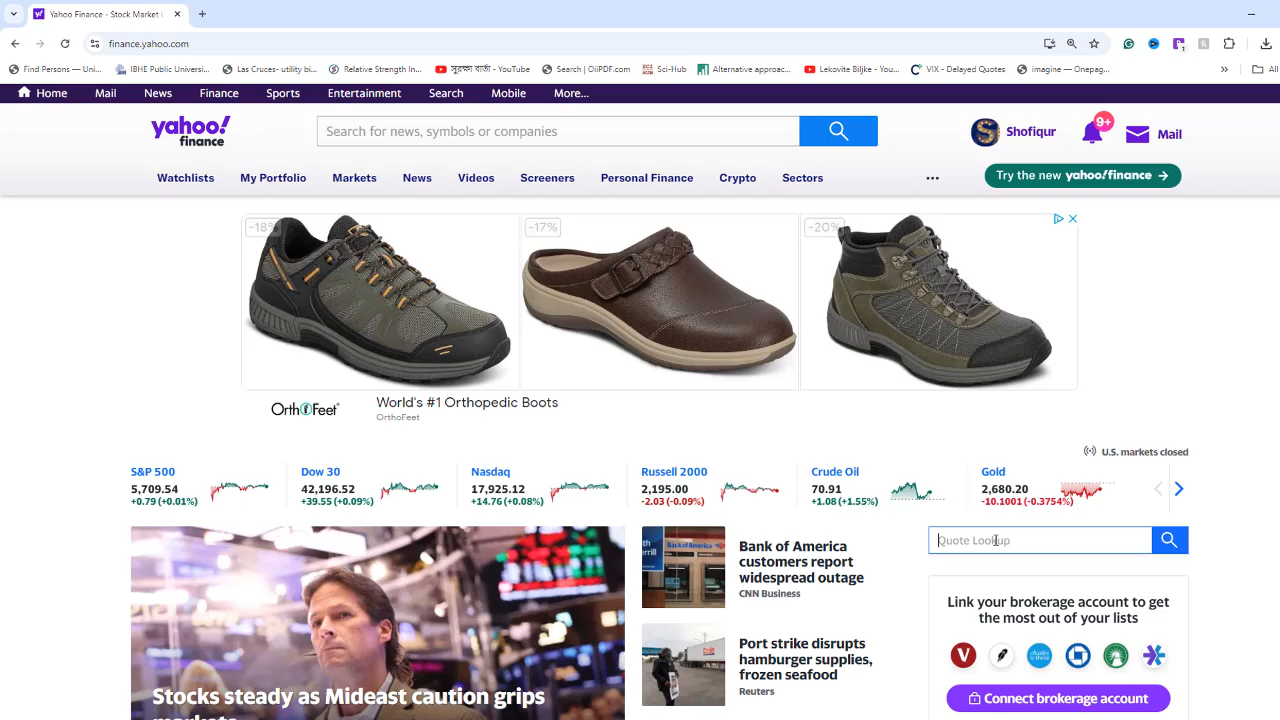 Yahoo Finance - Stock Market L
finance.yahoo.com
1
Find Persons — Uni...
IBHE Public Universi...
Las Cruces- utility bi...
Relative Strength In...
সুরক্ষা বার্তা - YouTube
Search | OiiPDF.com
SCI HUB
Sci-Hub
Alternative approac...
Lekovite Biljke - You...
VIX - Delayed Quotes
imagine — Onepag...
»
All
Home
Mail
News
Finance
Sports
Entertainment
Search
Mobile
More...
yahoo!
finance
Search for news, symbols or companies
Shofiqur
9+
Mail
Watchlists
My Portfolio
Markets
News
Videos
Screeners
Personal Finance
Crypto
Sectors
...
Try the new yahoo!finance →
-18%
-17%
-20%
OrthoFeet
World's #1 Orthopedic Boots
OrthoFeet
U.S. markets closed
S&P 500
5,709.54
+0.79 (+0.01%)
Dow 30
42,196.52
+39.55 (+0.09%)
Nasdaq
17,925.12
+14.76 (+0.08%)
Russell 2000
2,195.00
-2.03 (-0.09%)
Crude Oil
70.91
+1.08 (+1.55%)
Gold
2,680.20
-10.1001 (-0.3754%)
Bank of America
customers report
widespread outage
CNN Business
Quote Lookup
Port strike disrupts
hamburger supplies,
frozen seafood
Reuters
Link your brokerage account to get
the most out of your lists
Connect brokerage account
Stocks steady as Mideast caution grips
markets